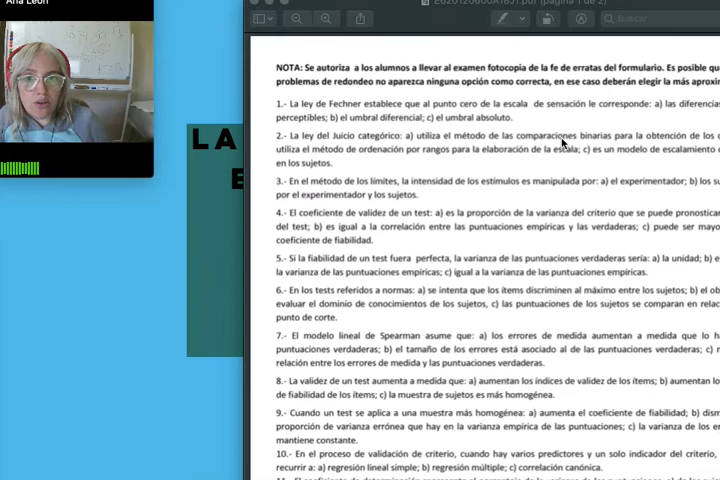 Ana León
E620120600A18J1.pdf (página 1 de 2)
Buscar
LA
E
NOTA: Se autoriza a los alumnos a llevar al examen fotocopia de la fe de erratas del formulario. Es posible qu
problemas de redondeo no aparezca ninguna opción como correcta, en ese caso deberán elegir la más aproxi
1.- La ley de Fechner establece que al punto cero de la escala de sensación le corresponde: a) las diferencia
perceptibles; b) el umbral diferencial; c) el umbral absoluto.
2.- La ley del Juicio categórico: a) utiliza el método de las comparaciones binarias para la obtención de los
utiliza el método de ordenación por rangos para la elaboración de la escala; c) es un modelo de escalamiento
en los sujetos.
3.- En el método de los límites, la intensidad de los estímulos es manipulada por: a) el experimentador; b) los su
por el experimentador y los sujetos.
4.- El coeficiente de validez de un test: a) es la proporción de la varianza del criterio que se puede pronostica
del test; b) es igual a la correlación entre las puntuaciones empíricas y las verdaderas; c) puede ser mayo
coeficiente de fiabilidad.
5.- Si la fiabilidad de un test fuera perfecta, la varianza de las puntuaciones verdaderas sería: a) la unidad; b) e
la varianza de las puntuaciones empíricas; c) igual a la varianza de las puntuaciones empíricas.
6.- En los tests referidos a normas: a) se intenta que los ítems discriminen al máximo entre los sujetos; b) el ob
evaluar el dominio de conocimientos de los sujetos, c) las puntuaciones de los sujetos se comparan en relac
punto de corte.
7.- El modelo lineal de Spearman asume que: a) los errores de medida aumentan a medida que lo ha
puntuaciones verdaderas; b) el tamaño de los errores está asociado al de las puntuaciones verdaderas; c) n
relación entre los errores de medida y las puntuaciones verdaderas.
8.- La validez de un test aumenta a medida que: a) aumentan los índices de validez de los ítems; b) aumentan lo
de fiabilidad de los ítems; c) la muestra de sujetos es más homogénea.
9.- Cuando un test se aplica a una muestra más homogénea: a) aumenta el coeficiente de fiabilidad; b) dism
proporción de varianza errónea que hay en la varianza empírica de las puntuaciones; c) la varianza de los er
mantiene constante.
10.- En el proceso de validación de criterio, cuando hay varios predictores y un solo indicador del criterio,
recurrir a: a) regresión lineal simple; b) regresión múltiple; c) correlación canónica.